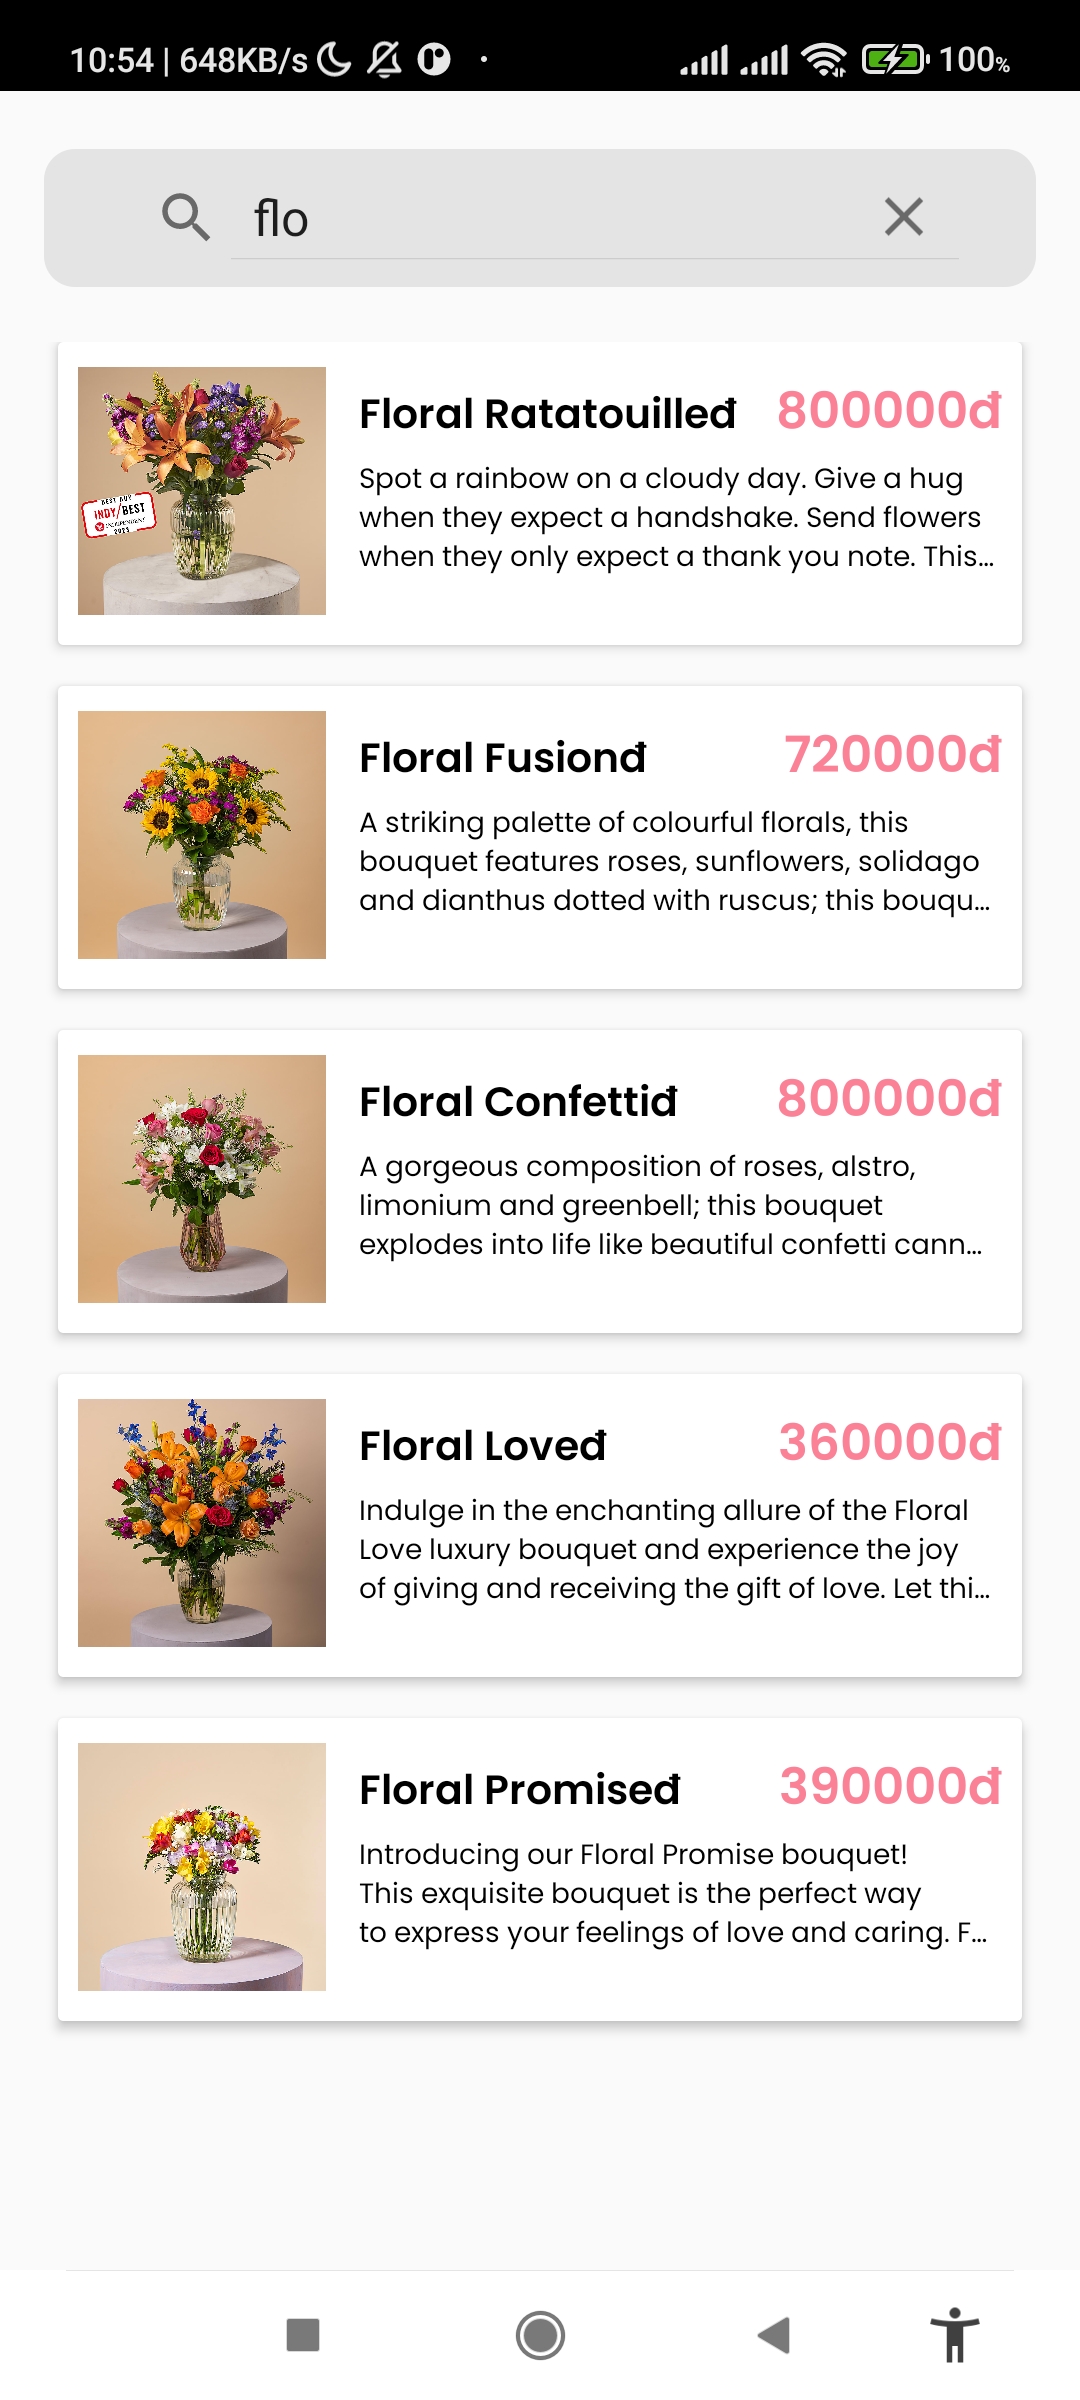 10:54 | 648KB/s
100%
flo
Floral Ratatouilleđ 800000đ
Spot a rainbow on a cloudy day. Give a hug
when they expect a handshake. Send flowers
when they only expect a thank you note. This...
BEST BUY
INDY/BEST
INDEPENDENT
2023
Floral Fusionđ 720000đ
A striking palette of colourful florals, this
bouquet features roses, sunflowers, solidago
and dianthus dotted with ruscus; this bouqu...
Floral Confettiđ 800000đ
A gorgeous composition of roses, alstro,
limonium and greenbell; this bouquet
explodes into life like beautiful confetti cann...
Floral Loveđ 360000đ
Indulge in the enchanting allure of the Floral
Love luxury bouquet and experience the joy
of giving and receiving the gift of love. Let thi...
Floral Promiseđ 390000đ
Introducing our Floral Promise bouquet!
This exquisite bouquet is the perfect way
to express your feelings of love and caring. F...